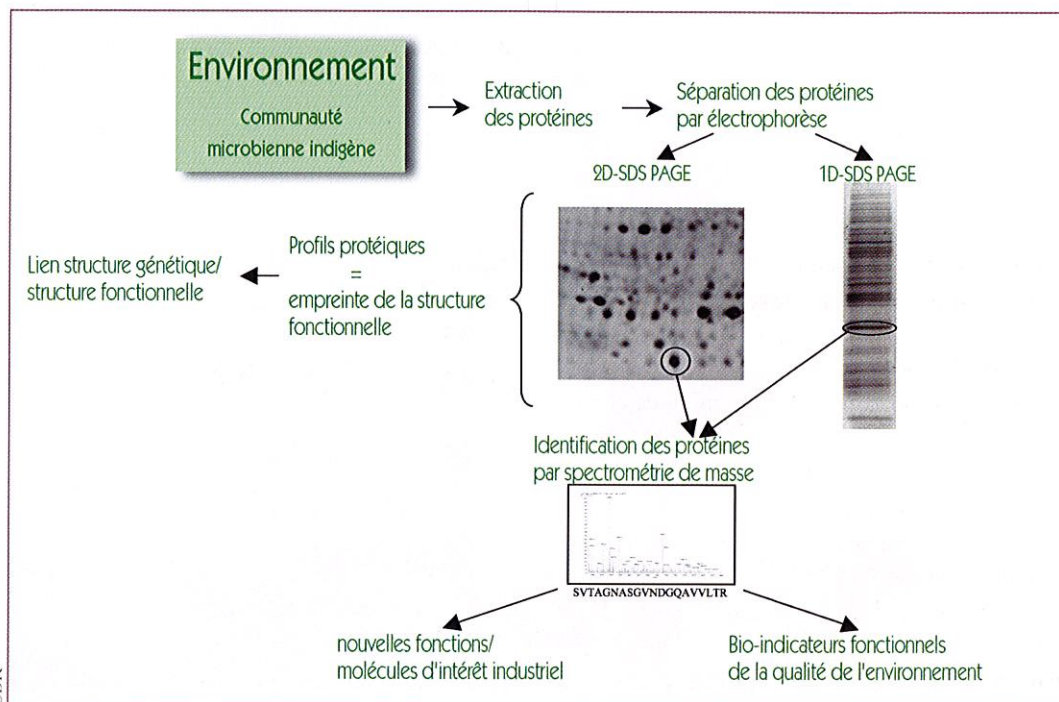 Environnement
Communauté
microbienne indigène
Extraction
des protéines
Séparation des protéines
par électrophorèse
2D-SDS PAGE
1D-SDS PAGE
Profils protéiques
=
empreinte de la structure
fonctionnelle
Lien structure génétique/
structure fonctionnelle
Identification des protéines
par spectrométrie de masse
SVTAGNASGVNDGQAVVLTR
nouvelles fonctions/
molécules d'intérêt industriel
Bio-indicateurs fonctionnels
de la qualité de l'environnement